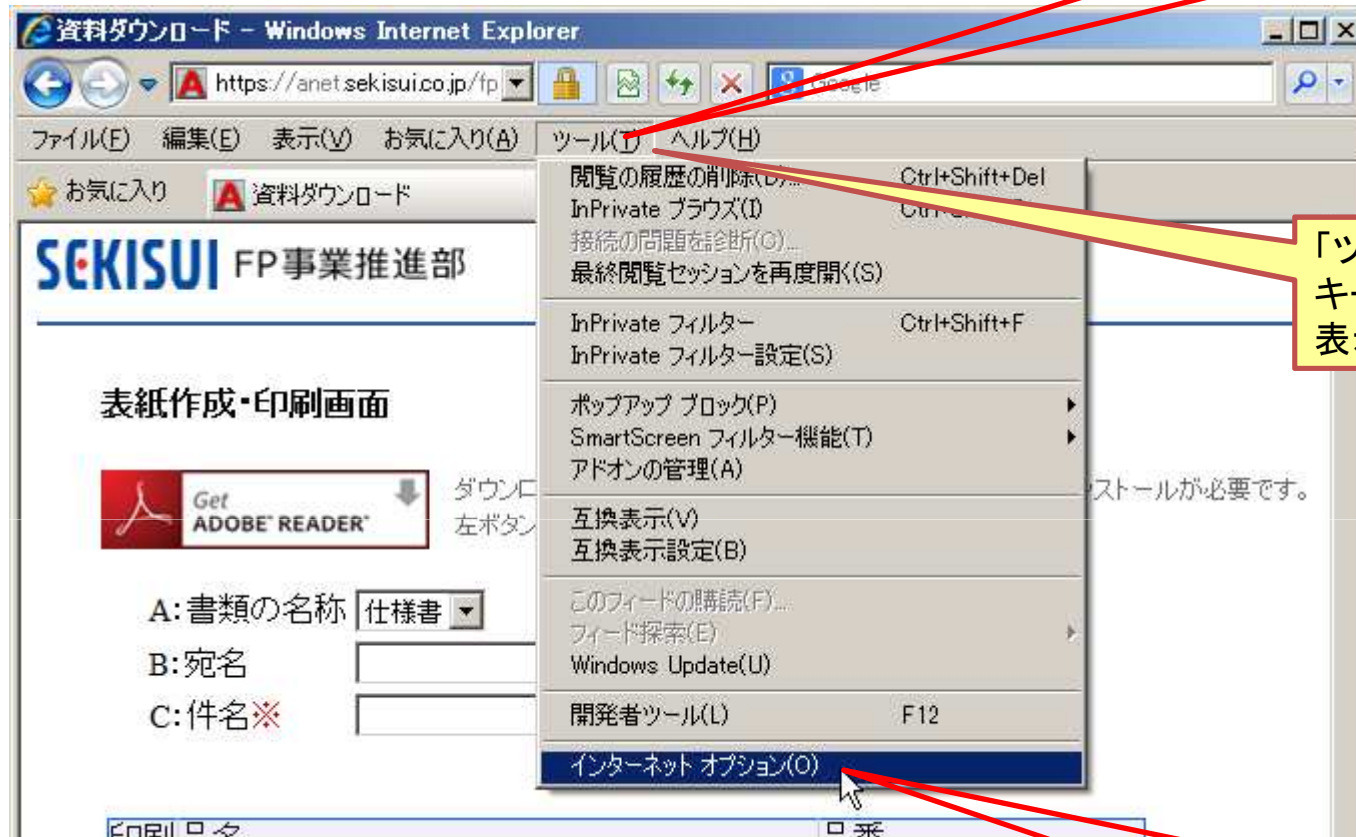 資料ダウンロード - Windows Internet Explorer
https://anet.sekisui.co.jp/fp
Google
ファイル(F) 編集(E) 表示(V) お気に入り(A) ツール(T) ヘルプ(H)
お気に入り 資料ダウンロード
閲覧の履歴の削除(D)... Ctrl+Shift+Del
InPrivate ブラウズ(I)
接続の問題を診断(C)...
最終閲覧セッションを再度開く(S)
InPrivate フィルター Ctrl+Shift+F
InPrivate フィルター設定(S)
ポップアップ ブロック(P)
SmartScreen フィルター機能(T)
アドオンの管理(A)
互換表示(V)
互換表示設定(B)
このフィードの購読(F)...
フィード探索(E)
Windows Update(U)
開発者ツール(L) F12
インターネット オプション(O)
「ツ
キー
表
SEKISUI FP事業推進部
表紙作成・印刷画面
Get
ADOBE® READER®
ダウンロ
ストールが必要です。
左ボタン
A:書類の名称 仕様書
B:宛名
C:件名※
印刷 品名 品番